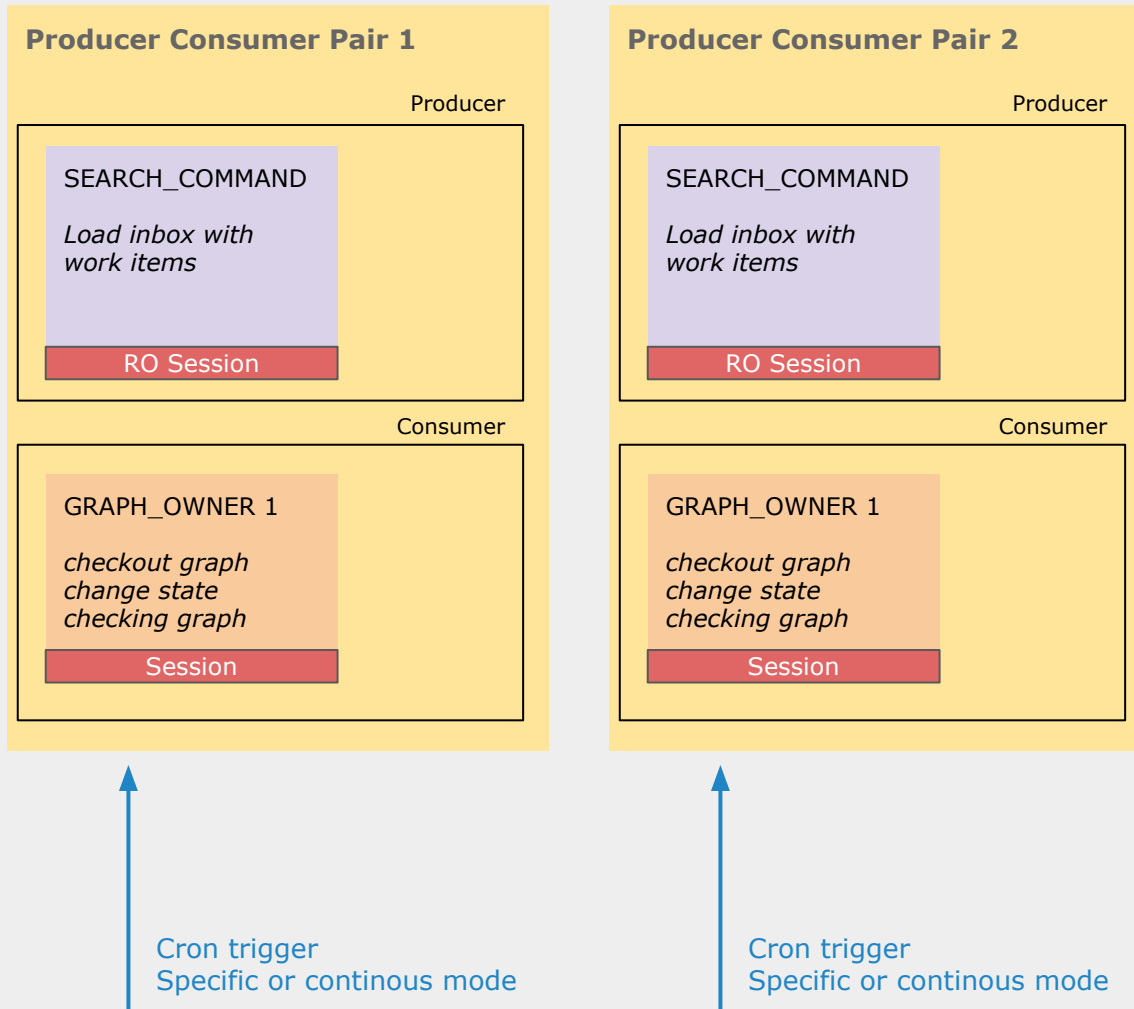 Producer Consumer Pair 1
Producer
SEARCH_COMMAND
Load inbox with
work items
RO Session
Consumer
GRAPH_OWNER 1
checkout graph
change state
checking graph
Session
Cron trigger
Specific or continous mode
Producer Consumer Pair 2
Producer
SEARCH_COMMAND
Load inbox with
work items
RO Session
Consumer
GRAPH_OWNER 1
checkout graph
change state
checking graph
Session
Cron trigger
Specific or continous mode